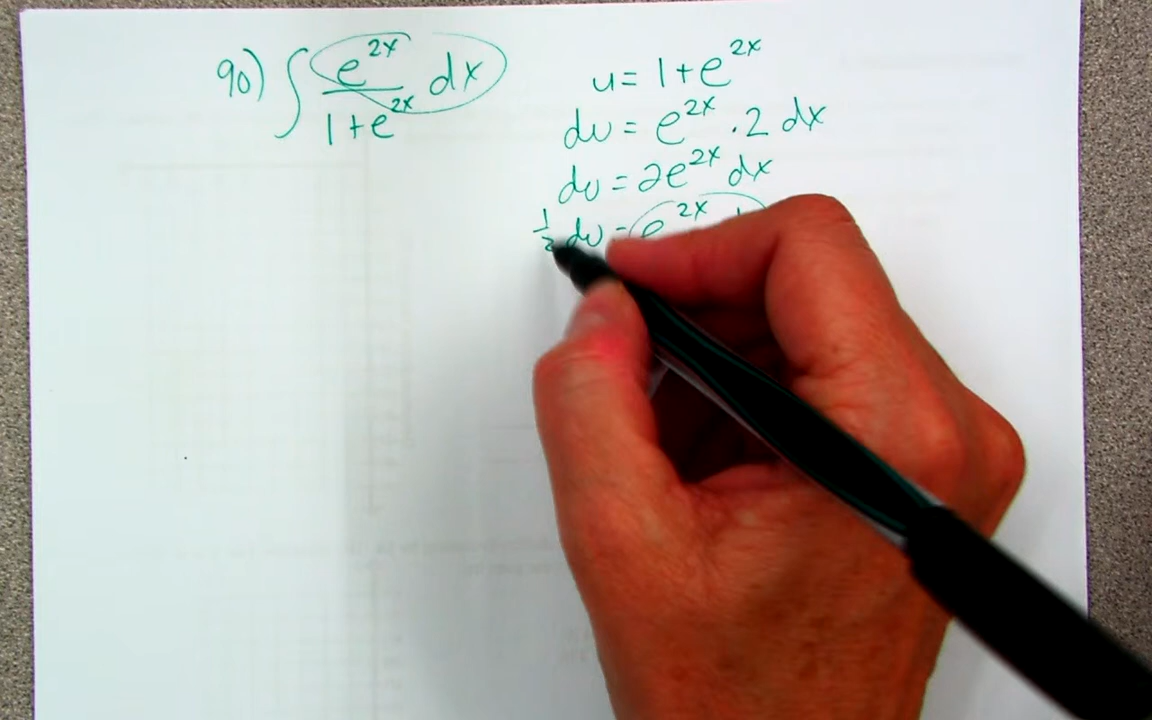 90) ∫ e^{2x}/(1+e^{2x}) dx
u = 1+e^{2x}
du = e^{2x} · 2 dx
du = 2e^{2x} dx
1/2 du = e^{2x}